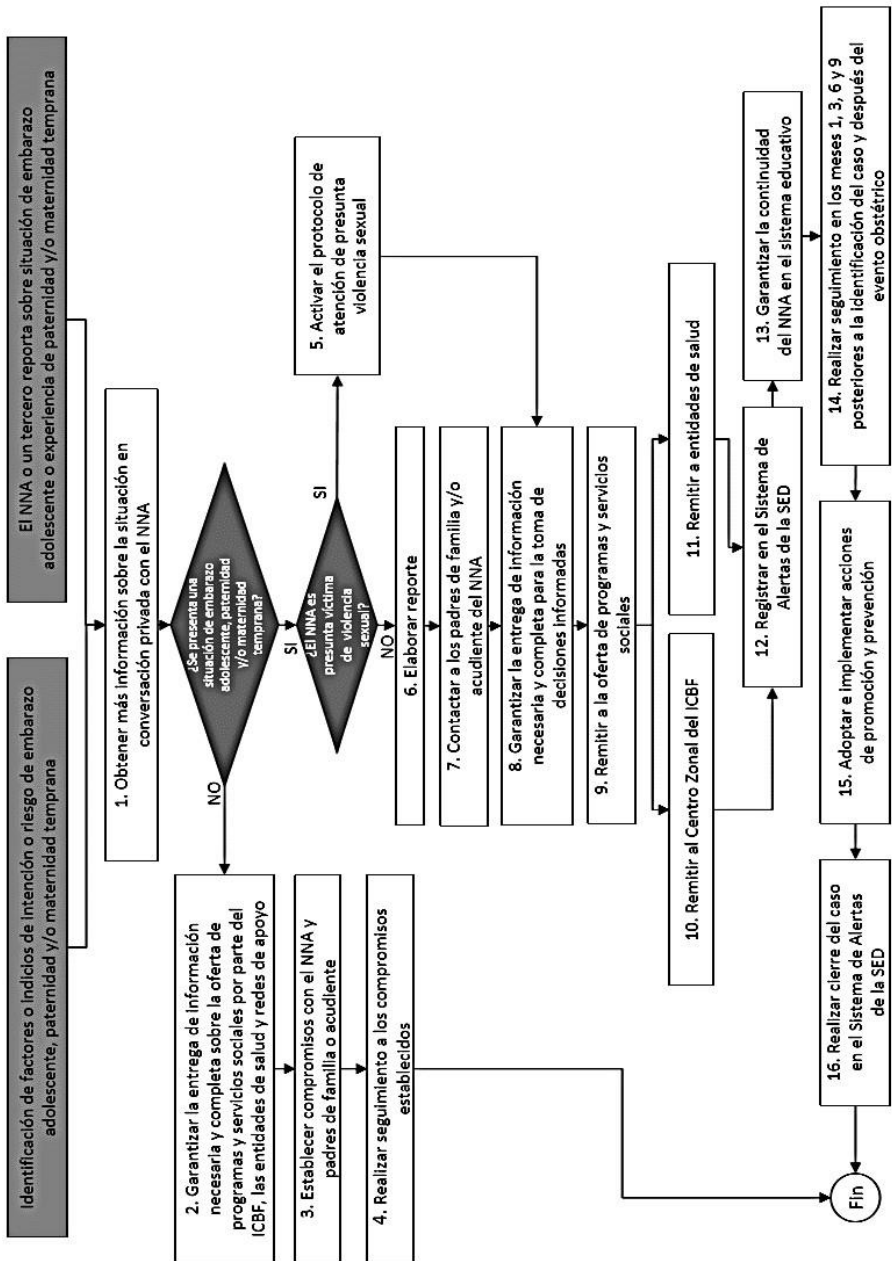 Identificación de factores o indicios de intención o riesgo de embarazo
adolescente, paternidad y/o maternidad temprana
El NNA o un tercero reporta sobre situación de embarazo
adolescente o experiencia de paternidad y/o maternidad temprana
1. Obtener más información sobre la situación en
conversación privada con el NNA
¿Se presenta una
situación de embarazo
adolescente, paternidad
y/o maternidad
temprana?
NO
SI
2. Garantizar la entrega de información
necesaria y completa sobre la oferta de
programas y servicios sociales por parte del
ICBF, las entidades de salud y redes de apoyo
3. Establecer compromisos con el NNA y
padres de familia o acudiente
4. Realizar seguimiento a los compromisos
establecidos
¿El NNA es
presunta víctima
de violencia
sexual?
SI
NO
5. Activar el protocolo de
atención de presunta
violencia sexual
6. Elaborar reporte
7. Contactar a los padres de familia y/o
acudiente del NNA
8. Garantizar la entrega de información
necesaria y completa para la toma de
decisiones informadas
9. Remitir a la oferta de programas y servicios
sociales
10. Remitir al Centro Zonal del ICBF
11. Remitir a entidades de salud
12. Registrar en el Sistema de
Alertas de la SED
13. Garantizar la continuidad
del NNA en el sistema educativo
14. Realizar seguimiento en los meses 1, 3, 6 y 9
posteriores a la identificación del caso y después del
evento obstétrico
15. Adoptar e implementar acciones
de promoción y prevención
16. Realizar cierre del caso
en el Sistema de Alertas
de la SED
Fin